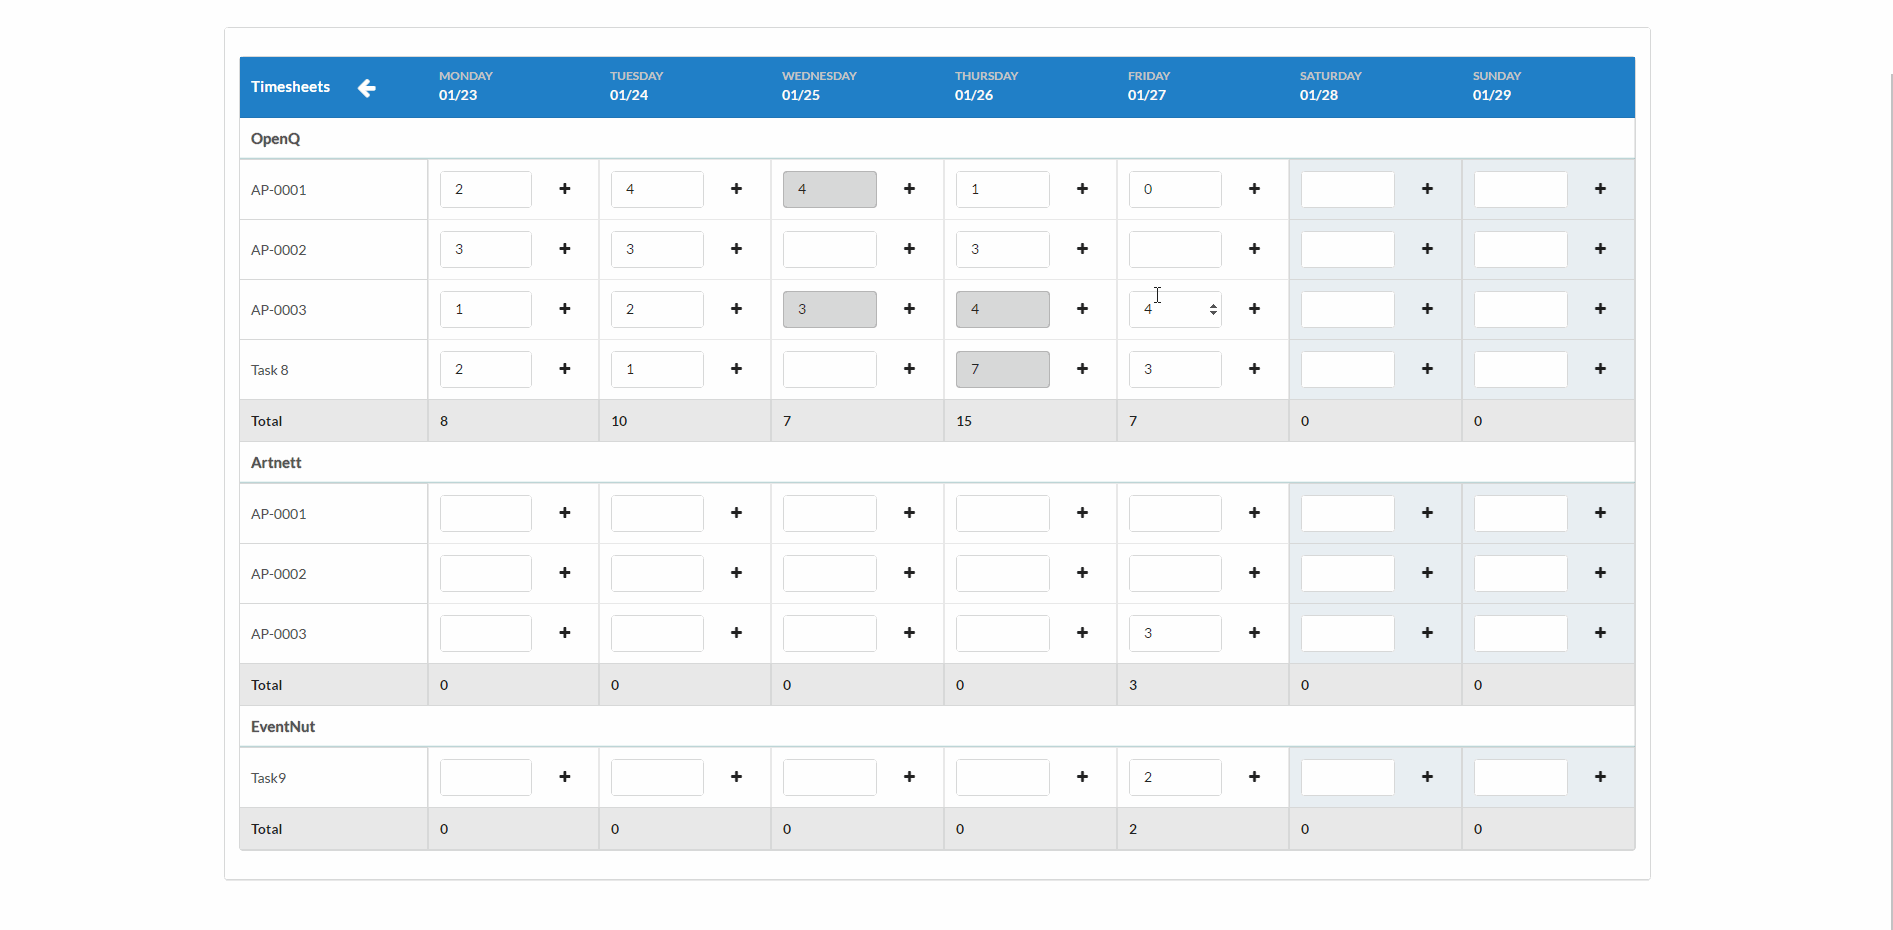 Timesheets MONDAY TUESDAY WEDNESDAY THURSDAY FRIDAY SATURDAY SUNDAY
01/23 01/24 01/25 01/26 01/27 01/28 01/29
OpenQ
AP-0001 2 + 4 + 4 + 1 + 0 + + +
AP-0002 3 + 3 + + 3 + + + +
AP-0003 1 + 2 + 3 + 4 + 4 + + +
Task 8 2 + 1 + + 7 + 3 + + +
Total 8 10 7 15 7 0 0
Artnett
AP-0001 + + + + + + +
AP-0002 + + + + + + +
AP-0003 + + + + 3 + + +
Total 0 0 0 0 3 0 0
EventNut
Task9 + + + + 2 + + +
Total 0 0 0 0 2 0 0